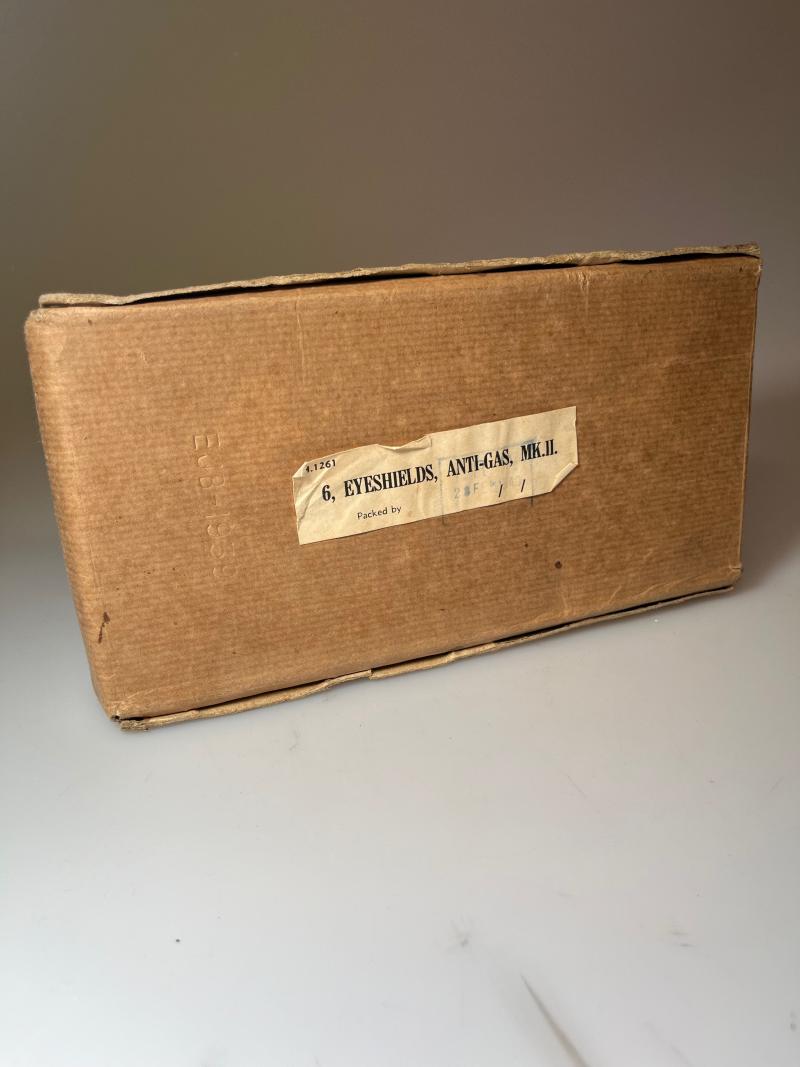 4.1261
6, EYESHIELDS, ANTI-GAS, MK.II.
Packed by / /